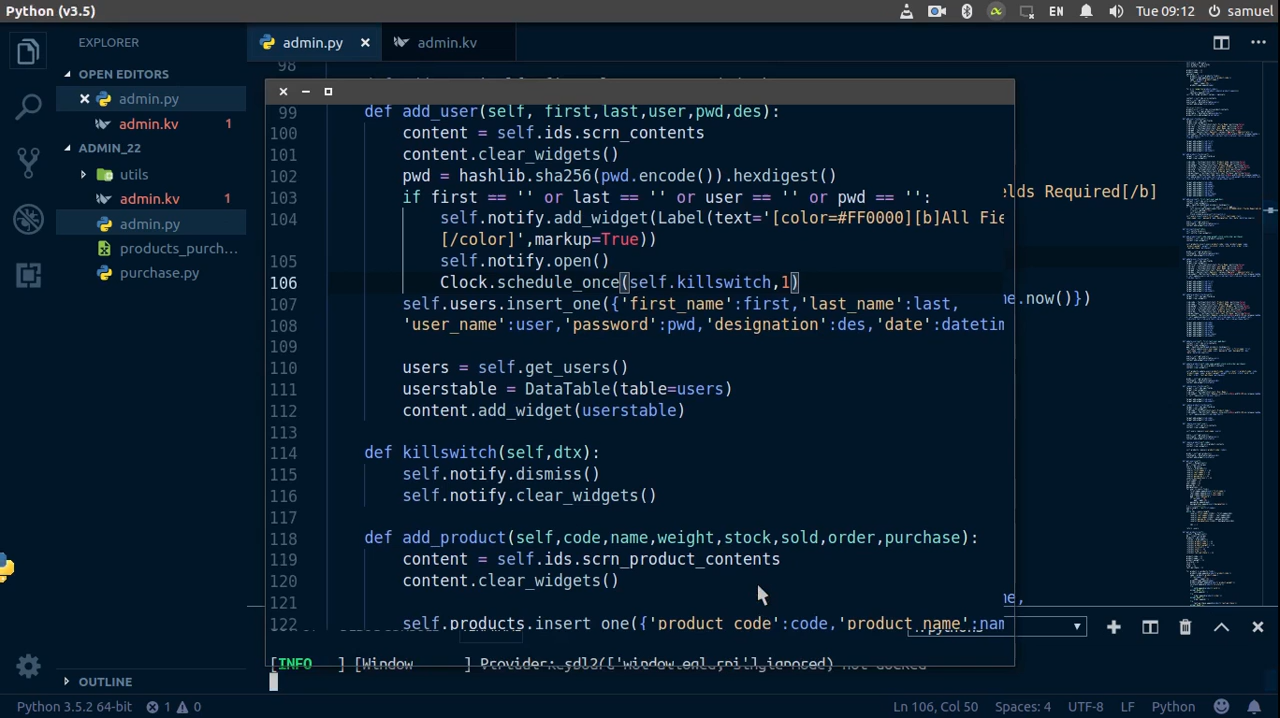 Python (v3.5)
EN
Tue 09:12
samuel
EXPLORER
admin.py
admin.kv
OPEN EDITORS
admin.py
admin.kv 1
ADMIN_22
utils
admin.kv 1
admin.py
products_purch...
purchase.py
98
99 def add_user(self, first,last,user,pwd,des):
100 content = self.ids.scrn_contents
101 content.clear_widgets()
102 pwd = hashlib.sha256(pwd.encode()).hexdigest()
103 if first == '' or last == '' or user == '' or pwd == '':
elds Required[/b]
104 self.notify.add_widget(Label(text='[color=#FF0000][b]All Fie
[/color]',markup=True))
105 self.notify.open()
106 Clock.schedule_once(self.killswitch,1)
107 self.users.insert_one({'first_name':first,'last_name':last,
me.now()})
108 'user_name':user,'password':pwd,'designation':des,'date':datetim
109
110 users = self.get_users()
111 userstable = DataTable(table=users)
112 content.add_widget(userstable)
113
114 def killswitch(self,dtx):
115 self.notify.dismiss()
116 self.notify.clear_widgets()
117
118 def add_product(self,code,name,weight,stock,sold,order,purchase):
119 content = self.ids.scrn_product_contents
120 content.clear_widgets()
121
122 self.products.insert_one({'product_code':code,'product_name':nam
[INFO ] [Window ] Provider: sdl2(['window_egl_rpi'] ignored) not docked
OUTLINE
Python 3.5.2 64-bit
1
0
Ln 106, Col 50
Spaces: 4
UTF-8
LF
Python